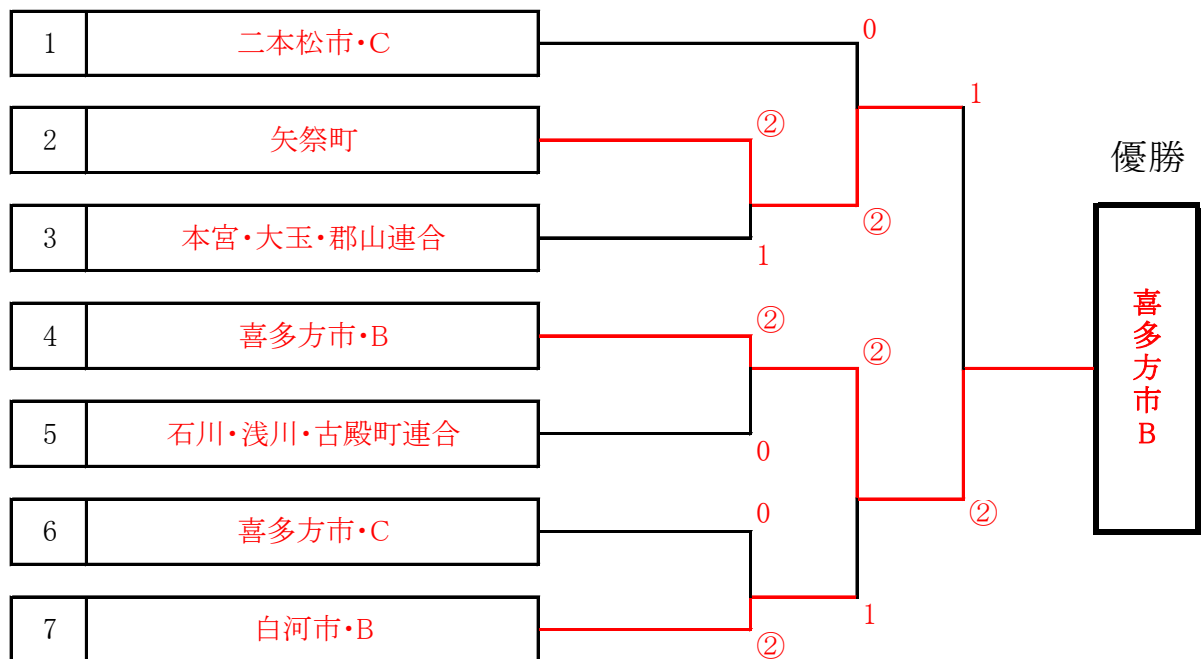 1 二本松市・C
0
1
2 矢祭町
②
優勝
3 本宮・大玉・郡山連合
1
②
4 喜多方市・B
②
②
喜多方市B
5 石川・浅川・古殿町連合
0
6 喜多方市・C
0
②
7 白河市・B
②
1